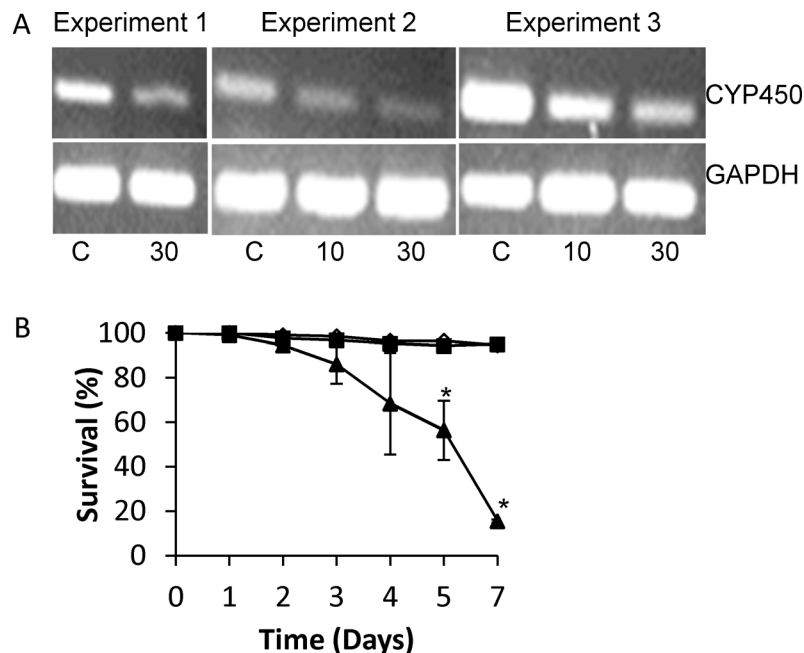 A
Experiment 1 Experiment 2 Experiment 3
CYP450
GAPDH
C 30 C 10 30 C 10 30
B
100
80
60
40
20
0
Survival (%)
*
*
0 1 2 3 4 5 7
Time (Days)